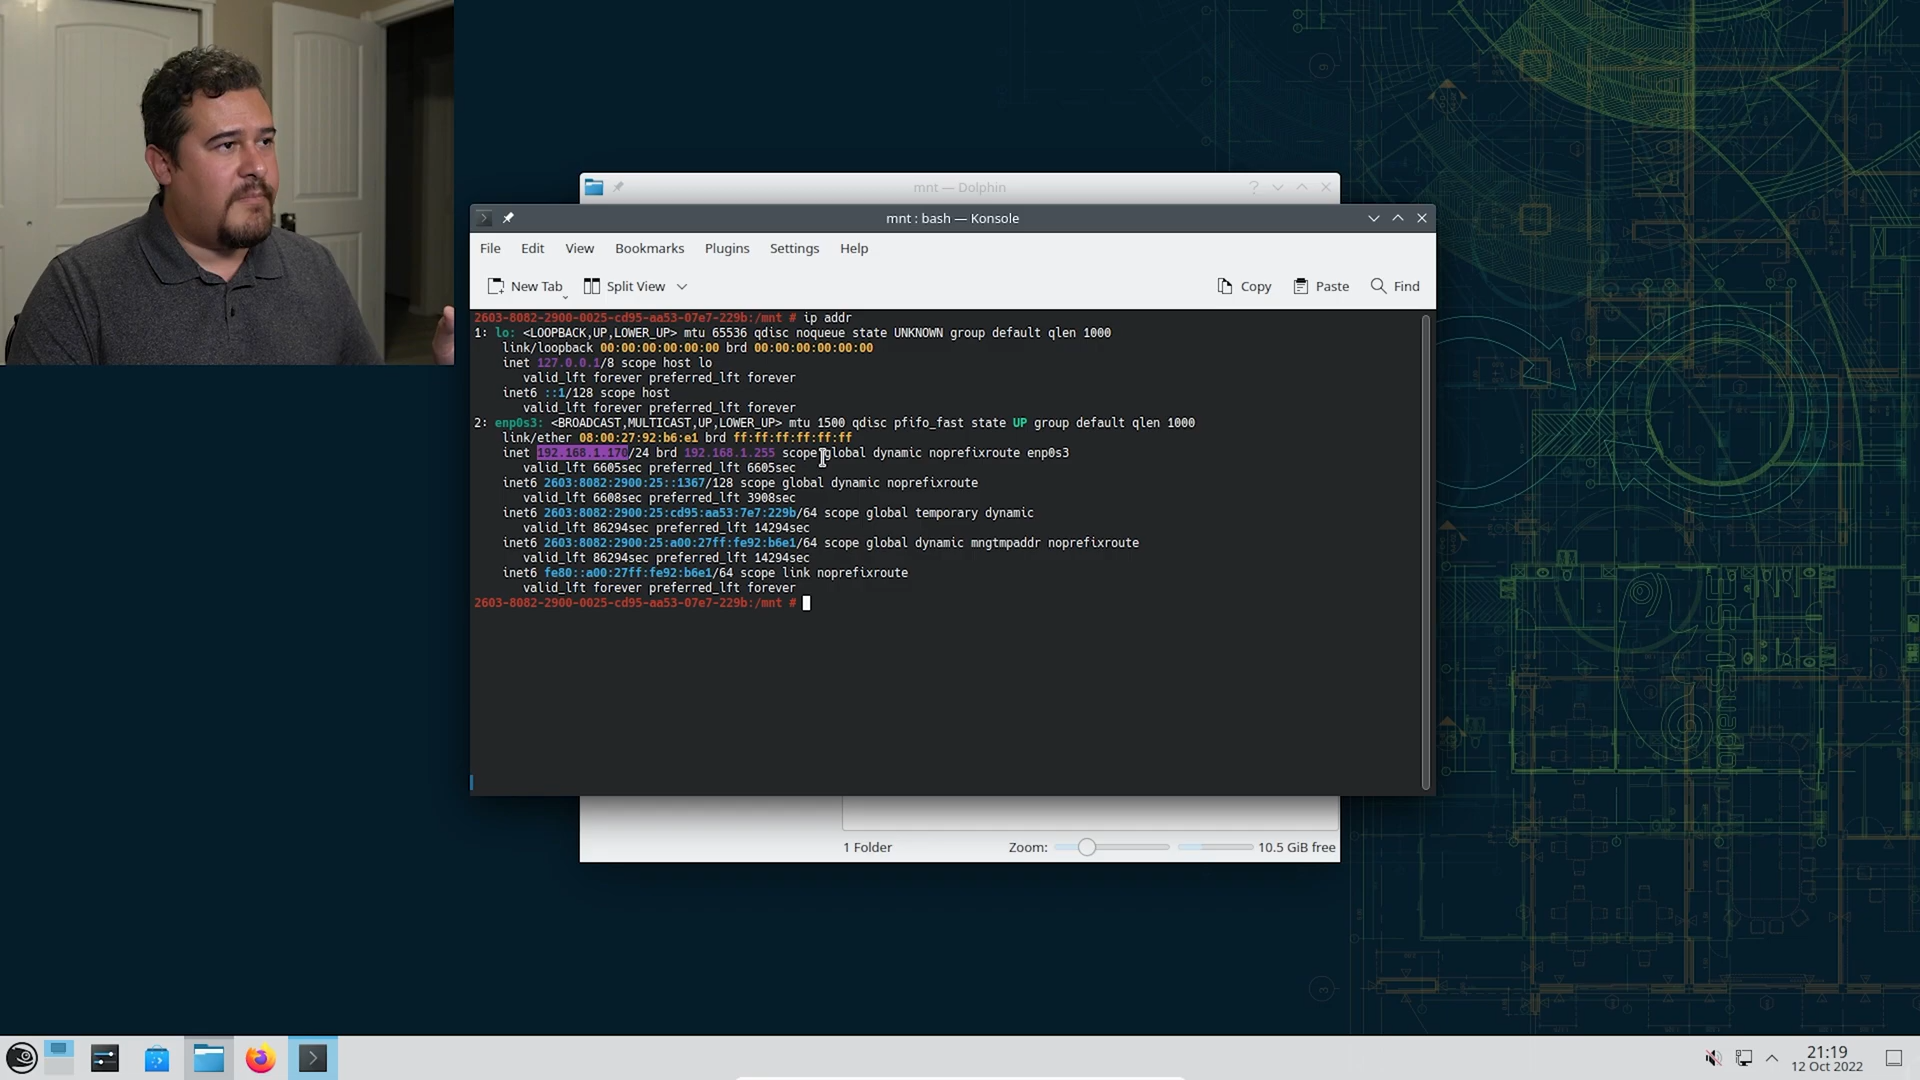 mnt — Dolphin
mnt : bash — Konsole
File Edit View Bookmarks Plugins Settings Help
New Tab Split View Copy Paste Find
2603-8082-2900-0025-cd95-aa53-07e7-229b:/mnt # ip addr
1: lo: <LOOPBACK,UP,LOWER_UP> mtu 65536 qdisc noqueue state UNKNOWN group default qlen 1000
link/loopback 00:00:00:00:00:00 brd 00:00:00:00:00:00
inet 127.0.0.1/8 scope host lo
valid_lft forever preferred_lft forever
inet6 ::1/128 scope host
valid_lft forever preferred_lft forever
2: enp0s3: <BROADCAST,MULTICAST,UP,LOWER_UP> mtu 1500 qdisc pfifo_fast state UP group default qlen 1000
link/ether 08:00:27:92:b6:e1 brd ff:ff:ff:ff:ff:ff
inet 192.168.1.170/24 brd 192.168.1.255 scope global dynamic noprefixroute enp0s3
valid_lft 6605sec preferred_lft 6605sec
inet6 2603:8082:2900:25::1367/128 scope global dynamic noprefixroute
valid_lft 6608sec preferred_lft 3908sec
inet6 2603:8082:2900:25:cd95:aa53:7e7:229b/64 scope global temporary dynamic
valid_lft 86294sec preferred_lft 14294sec
inet6 2603:8082:2900:25:a00:27ff:fe92:b6e1/64 scope global dynamic mngtmpaddr noprefixroute
valid_lft 86294sec preferred_lft 14294sec
inet6 fe80::a00:27ff:fe92:b6e1/64 scope link noprefixroute
valid_lft forever preferred_lft forever
2603-8082-2900-0025-cd95-aa53-07e7-229b:/mnt #
1 Folder Zoom: 10.5 GiB free
openSUSE
21:19
12 Oct 2022